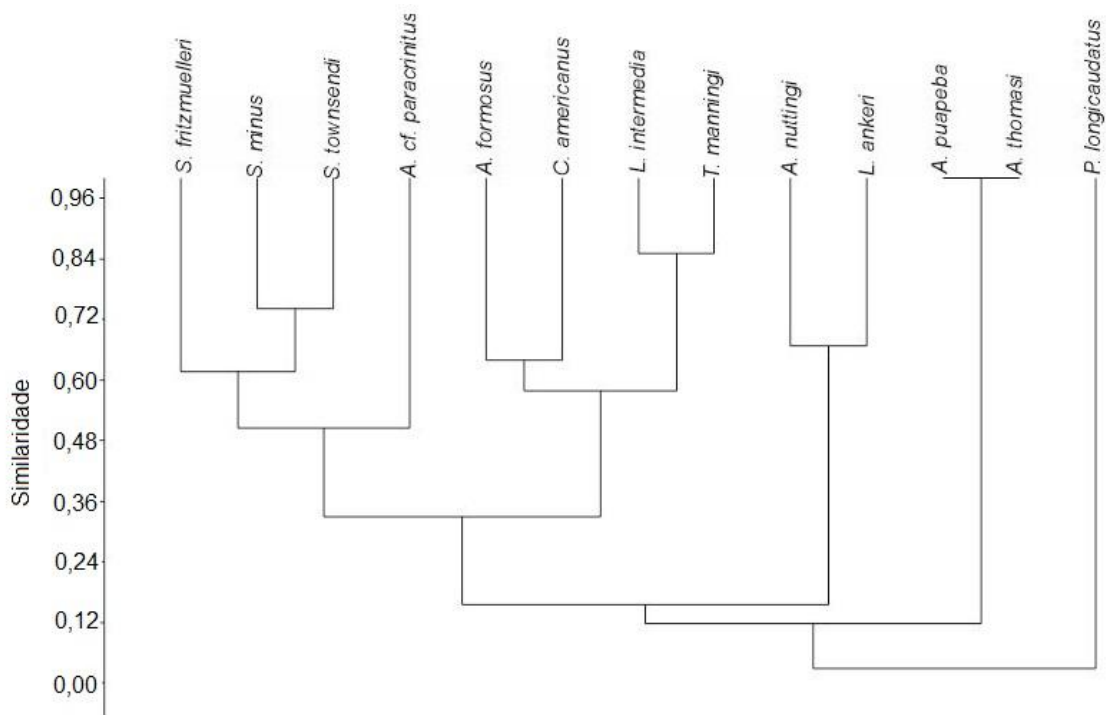 S. fritzmuelleri
S. minus
S. townsendi
A. cf. paracrinitus
A. formosus
C. americanus
L. intermedia
T. manningi
A. nuttingi
L. ankeri
A. puapeba
A. thomasi
P. longicaudatus
0,96
0,84
0,72
0,60
0,48
0,36
0,24
0,12
0,00
Similaridade